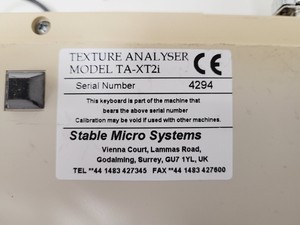 TEXTURE ANALYSER
MODEL TA-XT2i
CE
Serial Number 4294
This keyboard is part of the machine that
bears the above serial number
Calibration may be void if used with other machines.
Stable Micro Systems
Vienna Court, Lammas Road,
Godalming, Surrey, GU7 1YL, UK
TEL **44 1483 427345 FAX **44 1483 427600